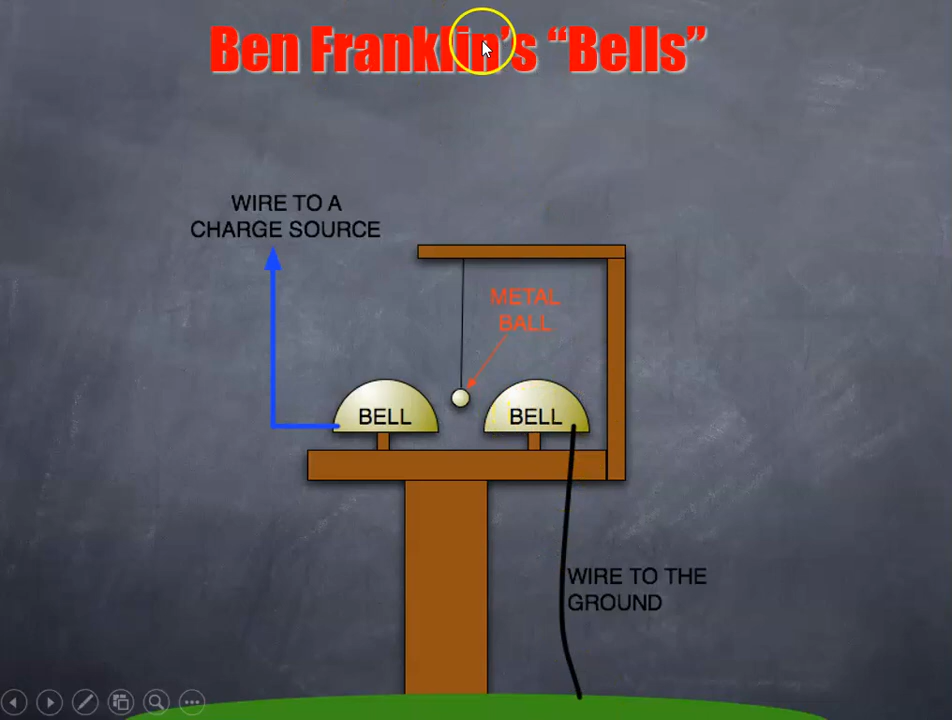 Ben Franklin’s “Bells”
WIRE TO A
CHARGE SOURCE
METAL
BALL
BELL
BELL
WIRE TO THE
GROUND